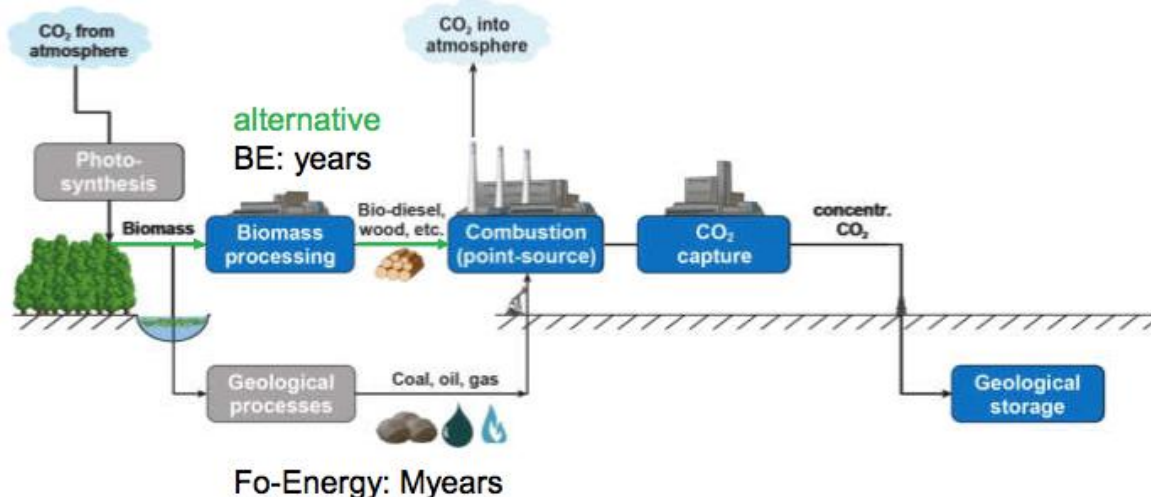 CO₂ from
atmosphere
CO₂ into
atmosphere
alternative
BE: years
Photo-
synthesis
Biomass
Biomass
processing
Bio-diesel,
wood, etc.
Combustion
(point-source)
CO₂
capture
concentr.
CO₂
Geological
processes
Coal, oil, gas
Geological
storage
Fo-Energy: Myears